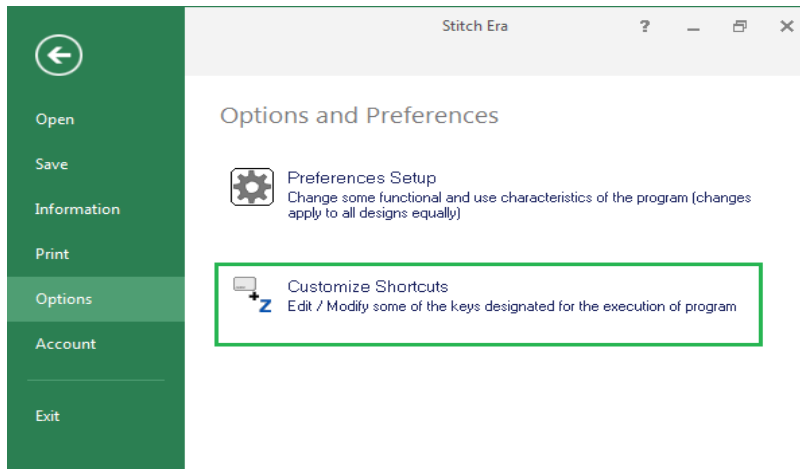 Stitch Era
?
Open
Save
Information
Print
Options
Account
Exit
Options and Preferences
Preferences Setup
Change some functional and use characteristics of the program (changes
apply to all designs equally)
Customize Shortcuts
Edit / Modify some of the keys designated for the execution of program
+Z